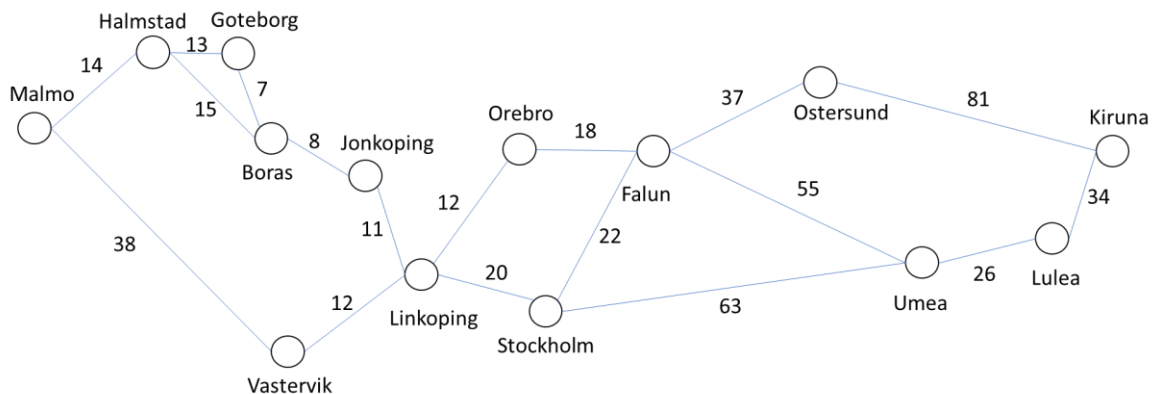 Halmstad
Goteborg
13
14
7
Malmo
15
8
Boras
Jonkoping
11
38
12
Linkoping
Vastervik
Orebro
18
12
20
22
Stockholm
Falun
37
Ostersund
81
Kiruna
55
34
63
26
Umea
Lulea